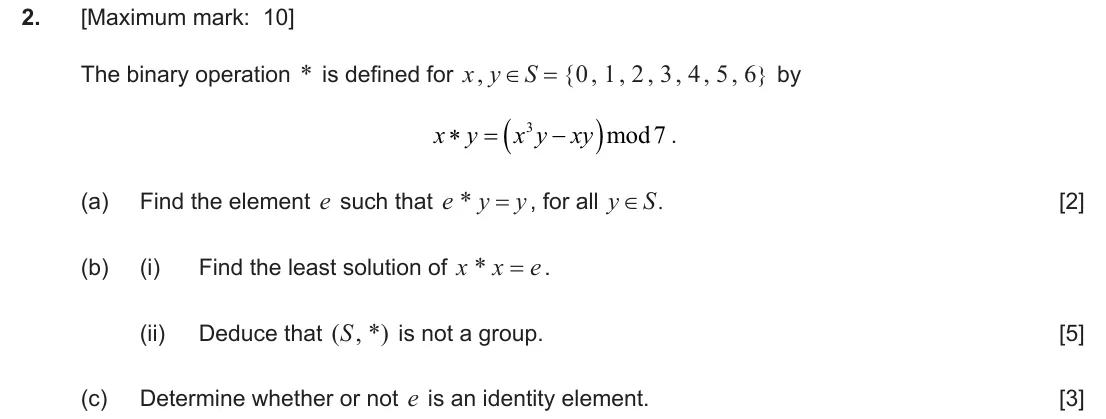 2. [Maximum mark: 10]
The binary operation * is defined for x, y ∈ S = {0, 1, 2, 3, 4, 5, 6} by
x * y = (x³y − xy) mod 7 .
(a) Find the element e such that e * y = y, for all y ∈ S. [2]
(b) (i) Find the least solution of x * x = e.
(ii) Deduce that (S, *) is not a group. [5]
(c) Determine whether or not e is an identity element. [3]